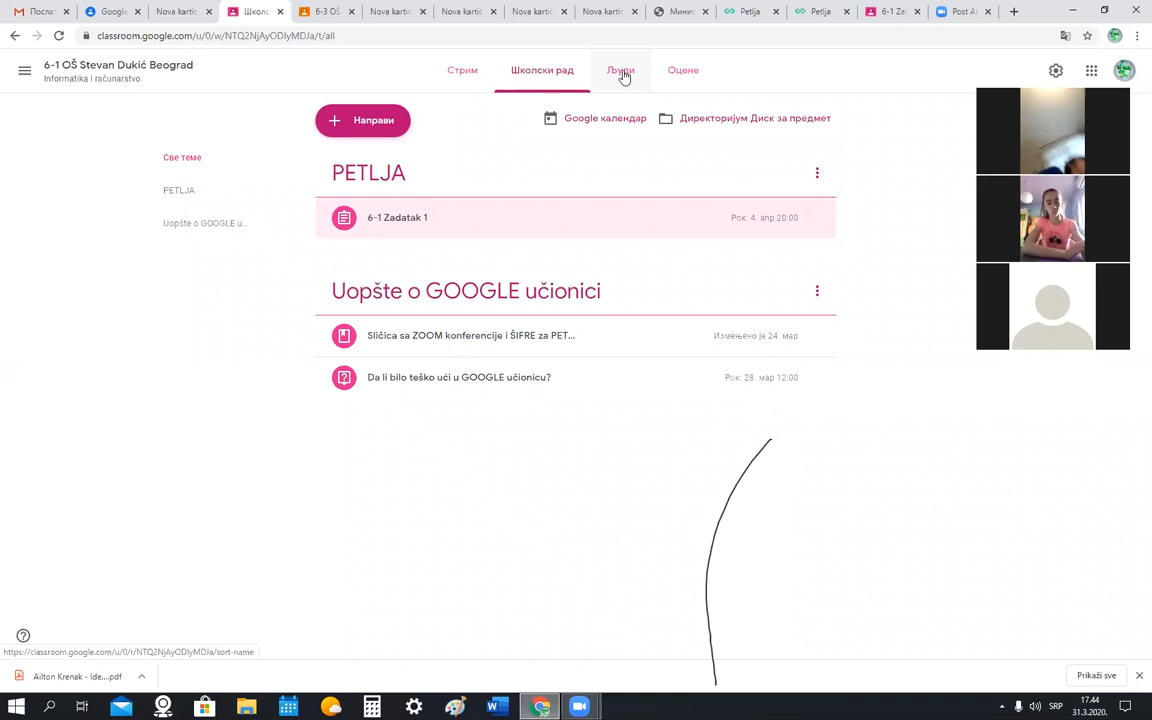 Послат
Google
Nova kartic
Школс
6-3 OŠ
Nova kartic
Nova kartic
Nova kartic
Nova kartic
Минис
Petlja
Petlja
6-1 Za
Post At
classroom.google.com/u/0/w/NTQ2NjAyODIyMDJa/t/all
6-1 OŠ Stevan Dukić Beograd
Informatika i računarstvo
Стрим
Школски рад
Људи
Оцене
Направи
Google календар
Директоријум Диск за предмет
Све теме
PETLJA
Uopšte o GOOGLE u...
PETLJA
6-1 Zadatak 1
Рок: 4. апр 20:00
Uopšte o GOOGLE učionici
Sličica sa ZOOM konferencije i ŠIFRE za PET...
Измењено је 24. мар
Da li bilo teško ući u GOOGLE učionicu?
Рок: 28. мар 12:00
https://classroom.google.com/u/0/r/NTQ2NjAyODIyMDJa/sort-name
Ailton Krenak - Ide....pdf
Prikaži sve
SRP
17.44
31.3.2020.